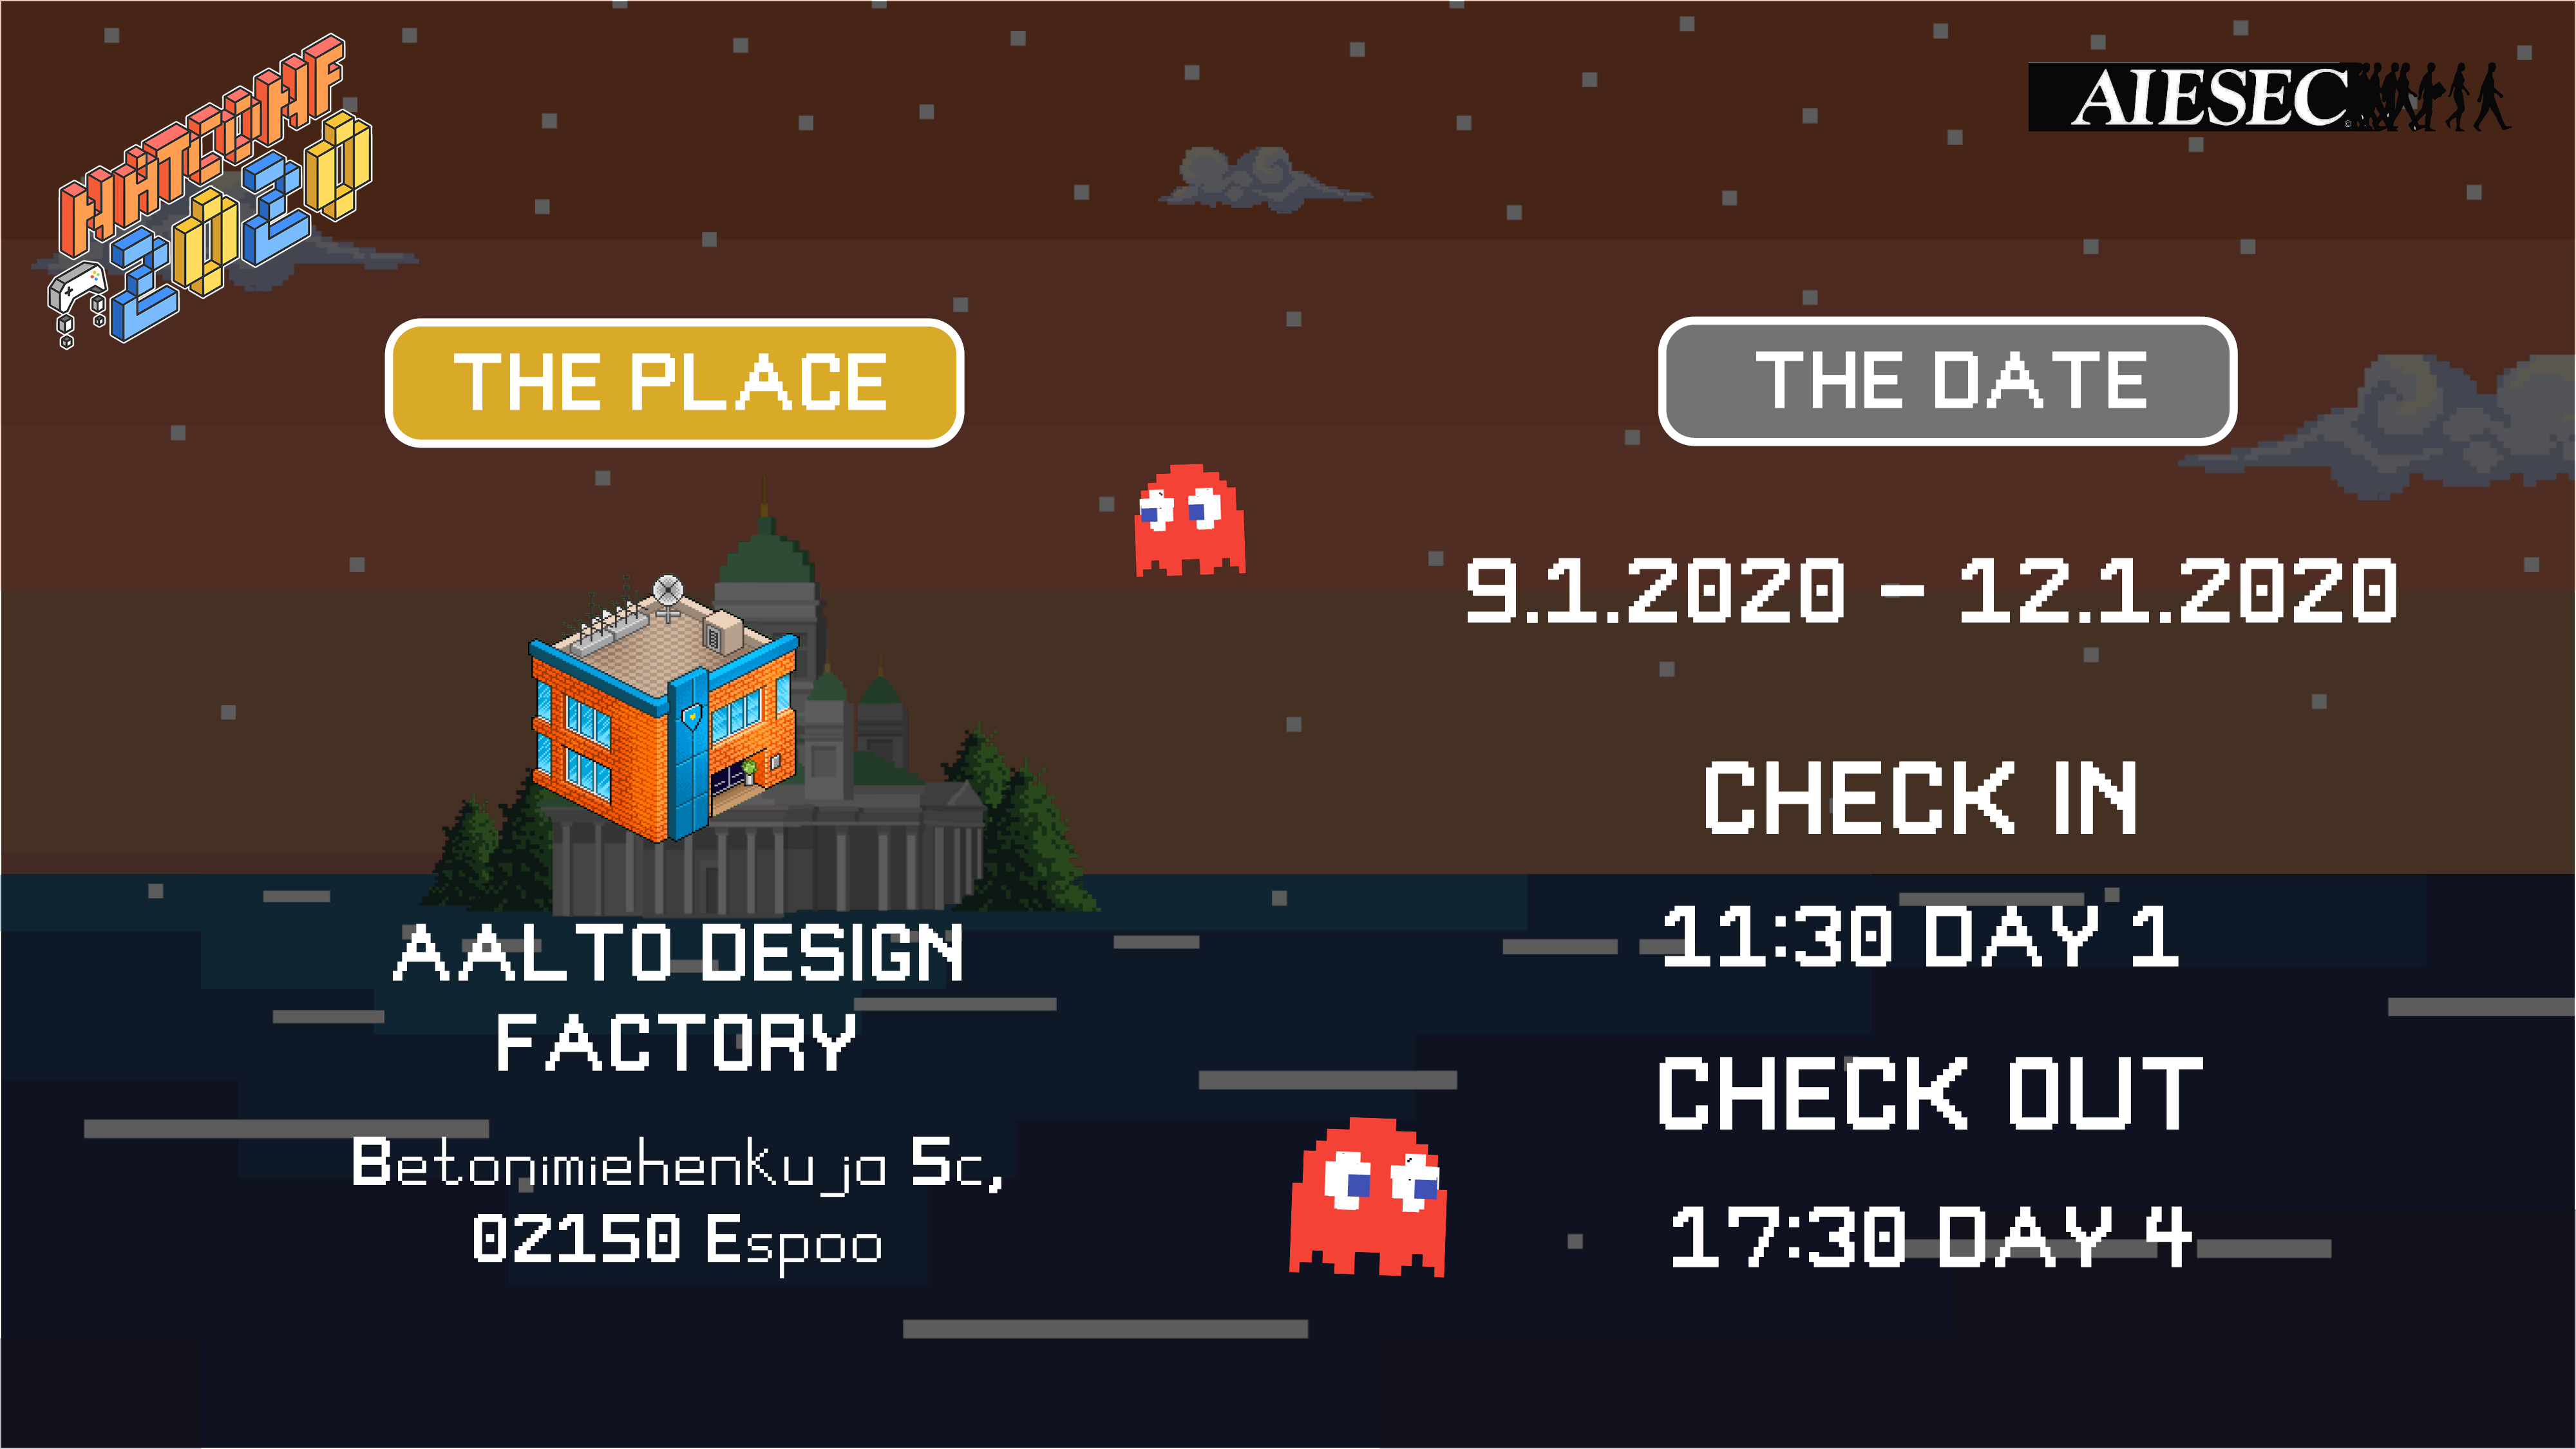 NATCONF
2020
AIESEC
THE PLACE
THE DATE
9.1.2020 - 12.1.2020
CHECK IN
11:30 DAY 1
CHECK OUT
17:30 DAY 4
AALTO DESIGN
FACTORY
Betonimiehenkuja 5c,
02150 Espoo